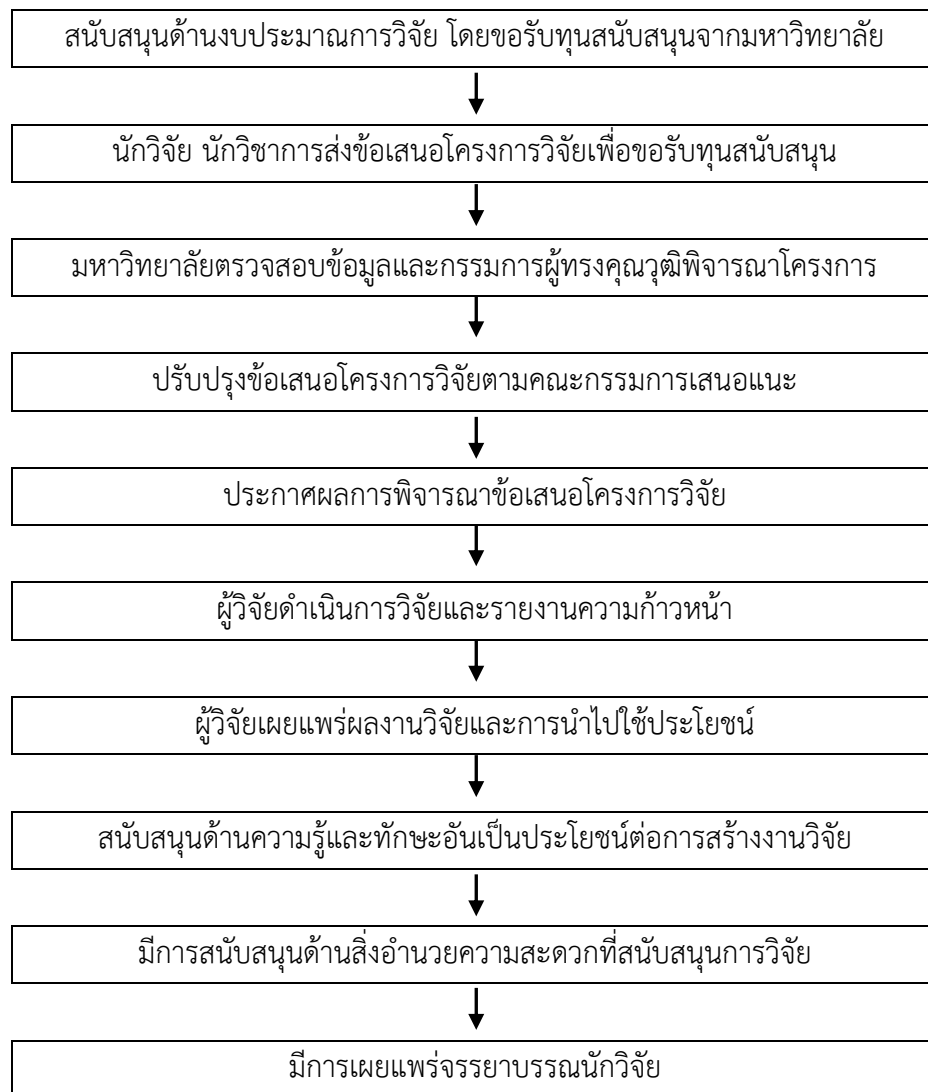 สนับสนุนด้านงบประมาณการวิจัย โดยขอรับทุนสนับสนุนจากมหาวิทยาลัย
นักวิจัย นักวิชาการส่งข้อเสนอโครงการวิจัยเพื่อขอรับทุนสนับสนุน
มหาวิทยาลัยตรวจสอบข้อมูลและกรรมการผู้ทรงคุณวุฒิพิจารณาโครงการ
ปรับปรุงข้อเสนอโครงการวิจัยตามคณะกรรมการเสนอแนะ
ประกาศผลการพิจารณาข้อเสนอโครงการวิจัย
ผู้วิจัยดำเนินการวิจัยและรายงานความก้าวหน้า
ผู้วิจัยเผยแพร่ผลงานวิจัยและการนำไปใช้ประโยชน์
สนับสนุนด้านความรู้และทักษะอันเป็นประโยชน์ต่อการสร้างงานวิจัย
มีการสนับสนุนด้านสิ่งอำนวยความสะดวกที่สนับสนุนการวิจัย
มีการเผยแพร่จรรยาบรรณนักวิจัย